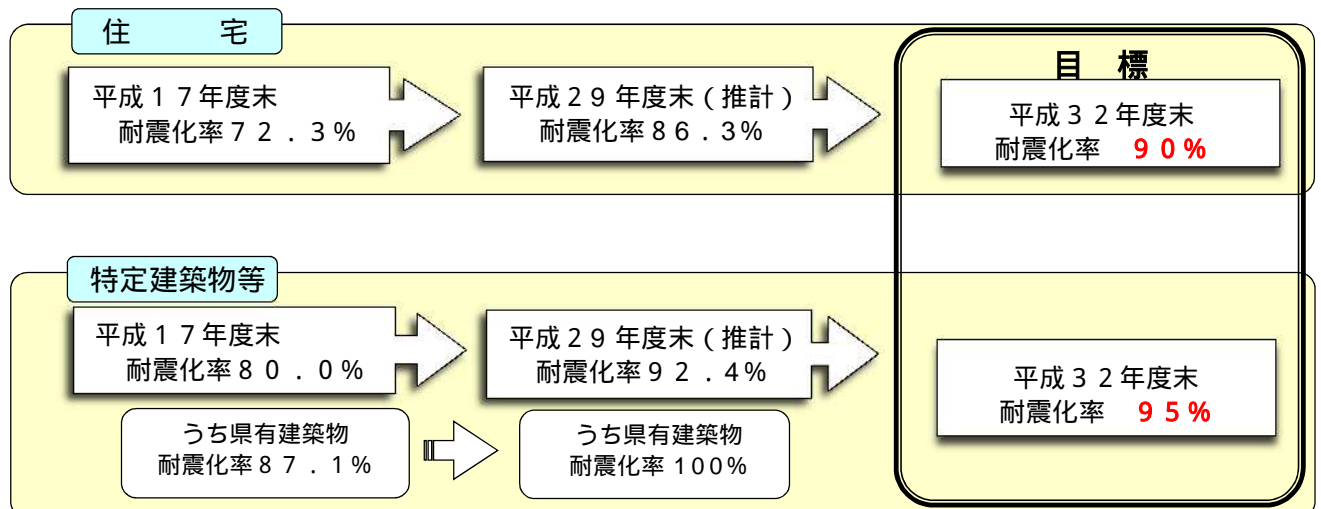 住　　宅
目　標
平成１７年度末
耐震化率７２．３％
平成２９年度末（推計）
耐震化率８６.３％
平成３２年度末
耐震化率　９０％
特定建築物等
平成１７年度末
耐震化率８０．０％
平成２９年度末（推計）
耐震化率９２．４％
平成３２年度末
耐震化率　９５％
うち県有建築物
耐震化率８７.１％
うち県有建築物
耐震化率100％